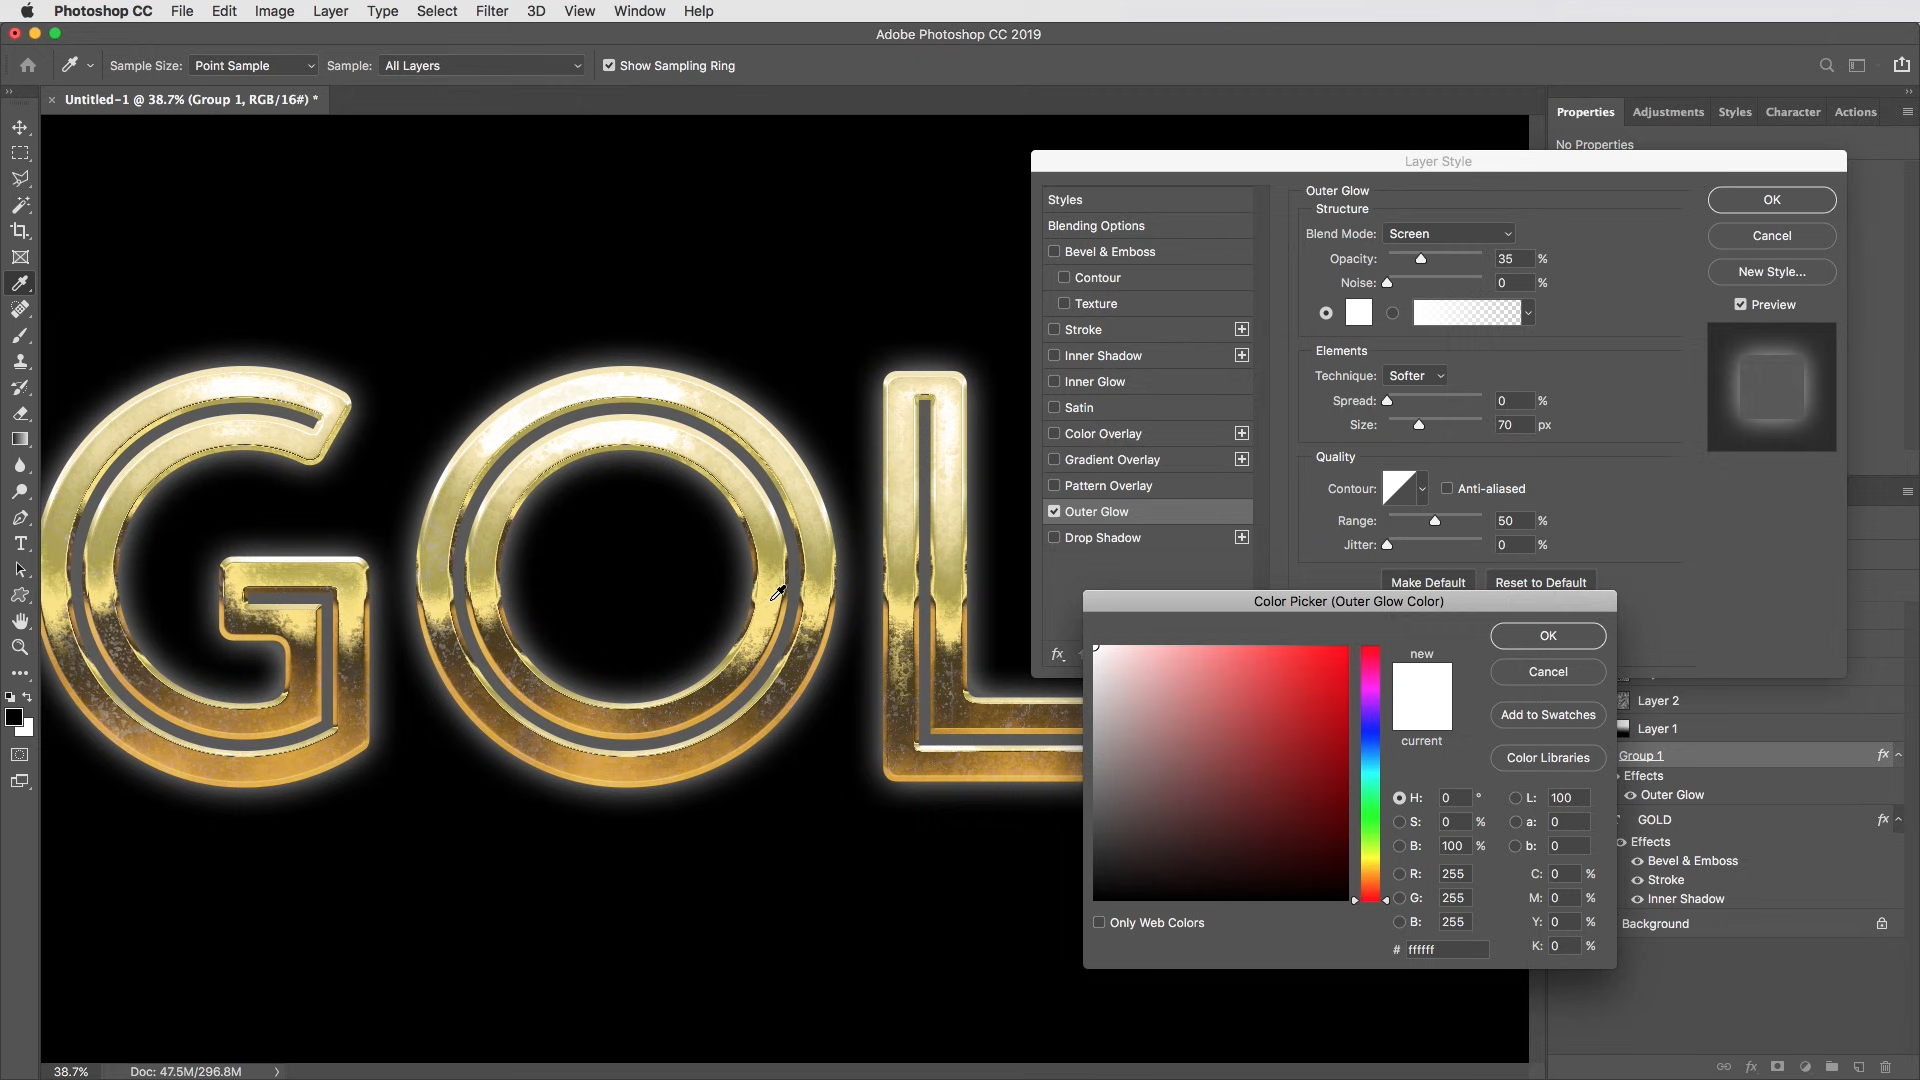 Photoshop CC File Edit Image Layer Type Select Filter 3D View Window Help
Adobe Photoshop CC 2019
Sample Size: Point Sample Sample: All Layers Show Sampling Ring
× Untitled-1 @ 38.7% (Group 1, RGB/16#) *
Properties Adjustments Styles Character Actions
No Properties
GOL
Layer Style
Styles
Blending Options
Bevel & Emboss
Contour
Texture
Stroke
Inner Shadow
Inner Glow
Satin
Color Overlay
Gradient Overlay
Pattern Overlay
Outer Glow
Drop Shadow
fx
Outer Glow
Structure
Blend Mode: Screen
Opacity: 35 %
Noise: 0 %
Elements
Technique: Softer
Spread: 0 %
Size: 70 px
Quality
Contour: Anti-aliased
Range: 50 %
Jitter: 0 %
Make Default Reset to Default
OK
Cancel
New Style...
Preview
Color Picker (Outer Glow Color)
new
current
OK
Cancel
Add to Swatches
Color Libraries
H: 0 ° L: 100
S: 0 % a: 0
B: 100 % b: 0
R: 255 C: 0 %
G: 255 M: 0 %
B: 255 Y: 0 %
# ffffff K: 0 %
Only Web Colors
Layer 2
Layer 1
Group 1 fx
Effects
Outer Glow
GOLD fx
Effects
Bevel & Emboss
Stroke
Inner Shadow
Background
38.7% Doc: 47.5M/296.8M
fx